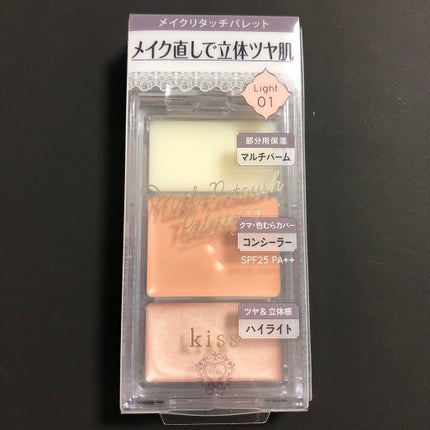 メイクリタッチパレット
メイク直しで立体ツヤ肌
Light
01
部分用保湿
マルチバーム
Make Retouch
Palette
クマ・色むらカバー
コンシーラー
SPF25 PA++
ツヤ＆立体感
ハイライト
kiss